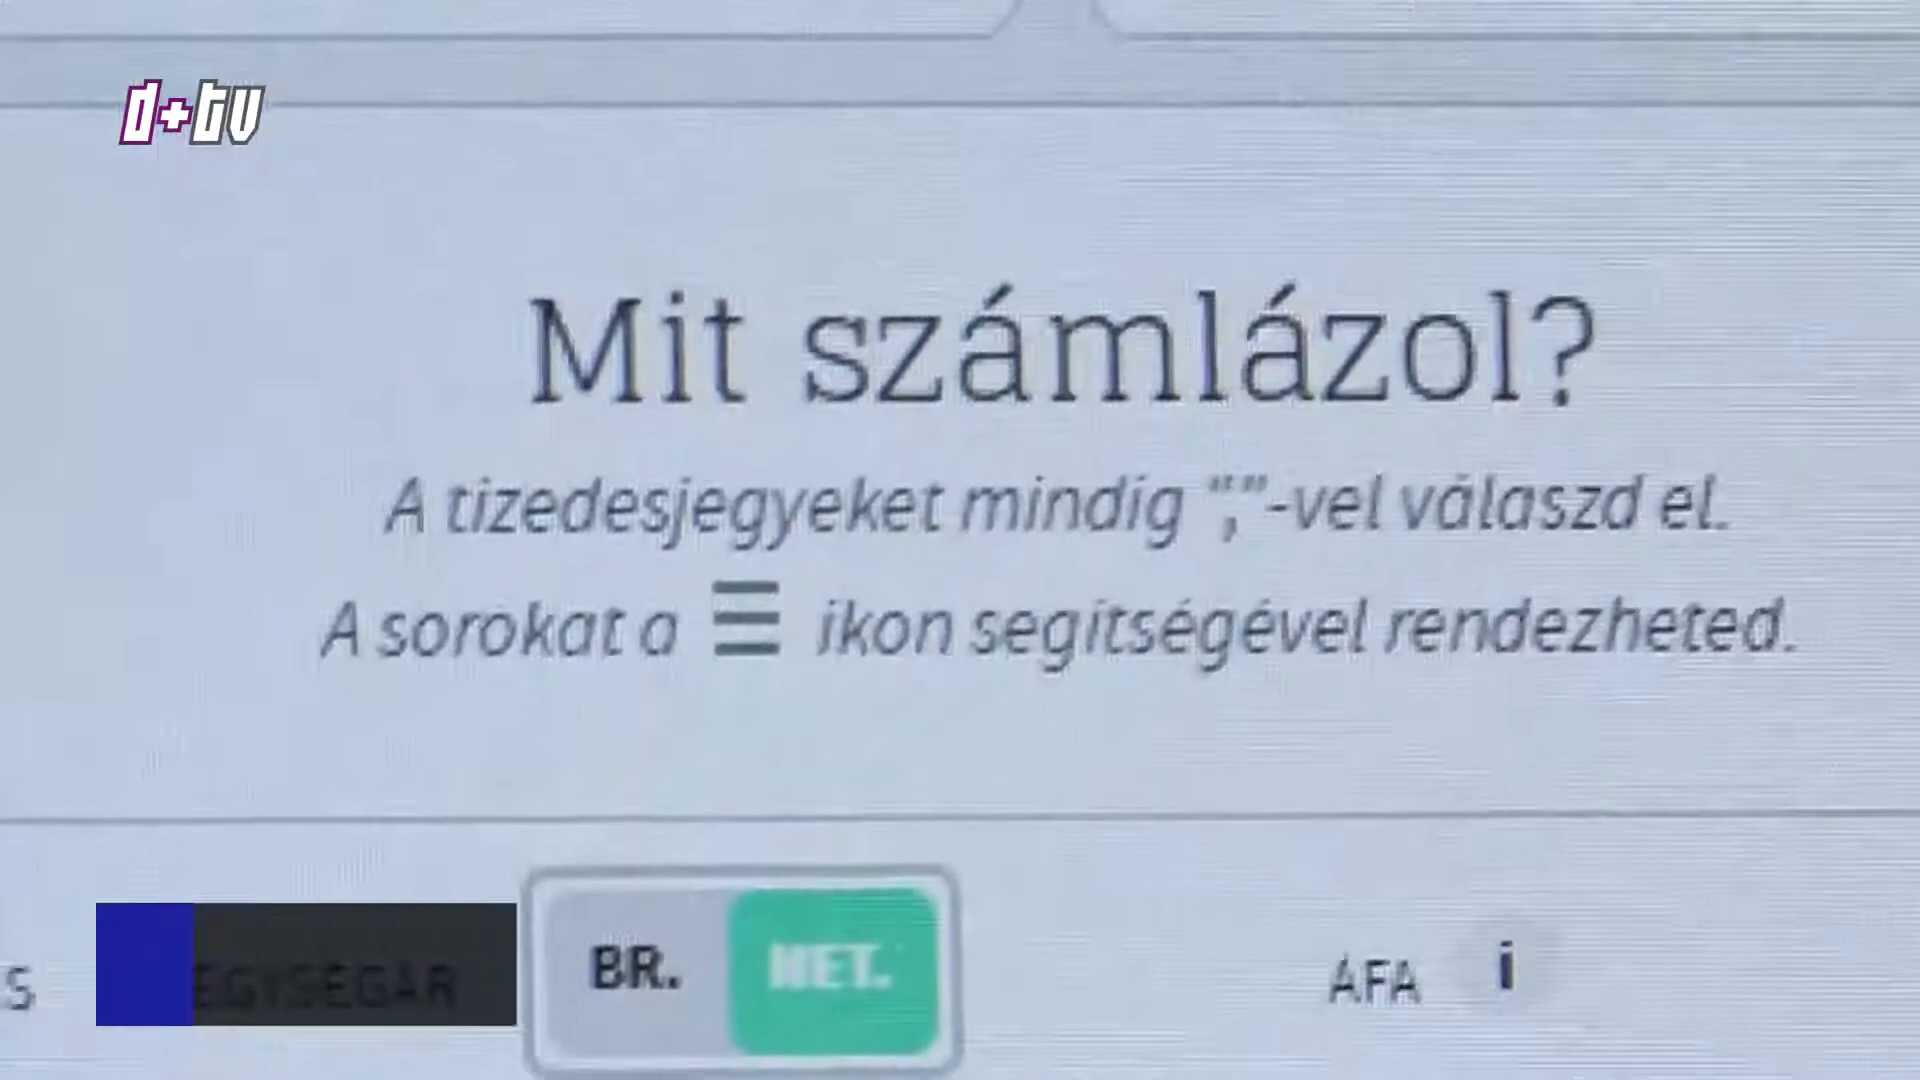 d+tv
Mit számlázol?
A tizedesjegyeket mindig “,”-vel válaszd el.
A sorokat a ☰ ikon segítségével rendezheted.
S EGYSÉGÁR BR. NET. ÁFA i